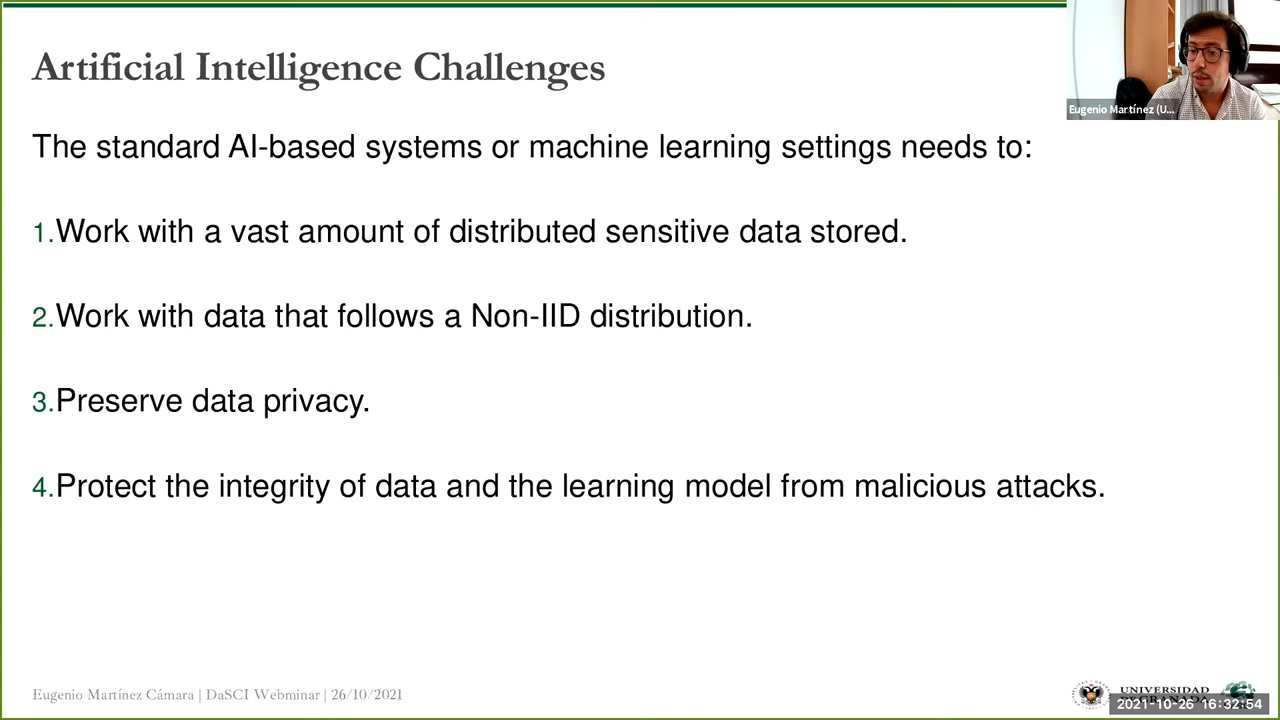 Artificial Intelligence Challenges
Eugenio Martínez (U...
The standard AI-based systems or machine learning settings needs to:
1.Work with a vast amount of distributed sensitive data stored.
2.Work with data that follows a Non-IID distribution.
3.Preserve data privacy.
4.Protect the integrity of data and the learning model from malicious attacks.
Eugenio Martínez Cámara | DaSCI Webminar | 26/10/2021
UNIVERSIDAD
2021-10-26 16:32:54